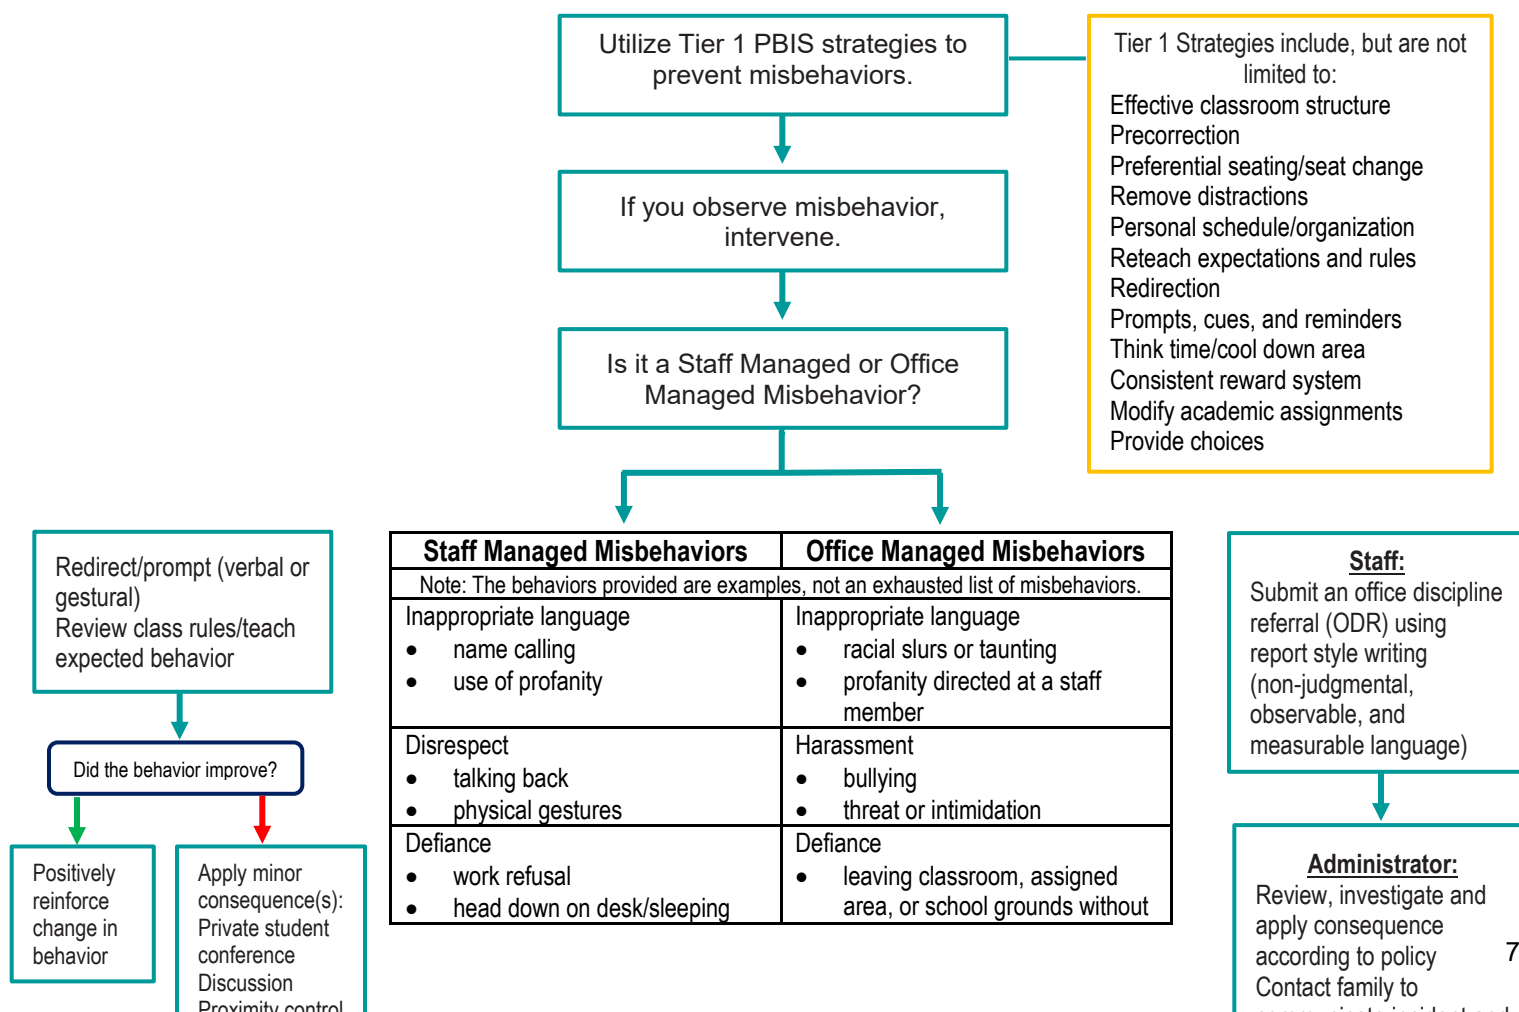 Utilize Tier 1 PBIS strategies to
prevent misbehaviors.
Tier 1 Strategies include, but are not
limited to:
Effective classroom structure
Precorrection
Preferential seating/seat change
Remove distractions
Personal schedule/organization
Reteach expectations and rules
Redirection
Prompts, cues, and reminders
Think time/cool down area
Consistent reward system
Modify academic assignments
Provide choices
If you observe misbehavior,
intervene.
Is it a Staff Managed or Office
Managed Misbehavior?
Redirect/prompt (verbal or
gestural)
Review class rules/teach
expected behavior
Did the behavior improve?
Positively
reinforce
change in
behavior
Apply minor
consequence(s):
Private student
conference
Discussion
Proximity control
Staff Managed Misbehaviors
Office Managed Misbehaviors
Note: The behaviors provided are examples, not an exhausted list of misbehaviors.
Inappropriate language
• name calling
• use of profanity
Inappropriate language
• racial slurs or taunting
• profanity directed at a staff
member
Disrespect
• talking back
• physical gestures
Harassment
• bullying
• threat or intimidation
Defiance
• work refusal
• head down on desk/sleeping
Defiance
• leaving classroom, assigned
area, or school grounds without
Staff:
Submit an office discipline
referral (ODR) using
report style writing
(non-judgmental,
observable, and
measurable language)
Administrator:
Review, investigate and
apply consequence
according to policy
Contact family to
communicate incident and
7